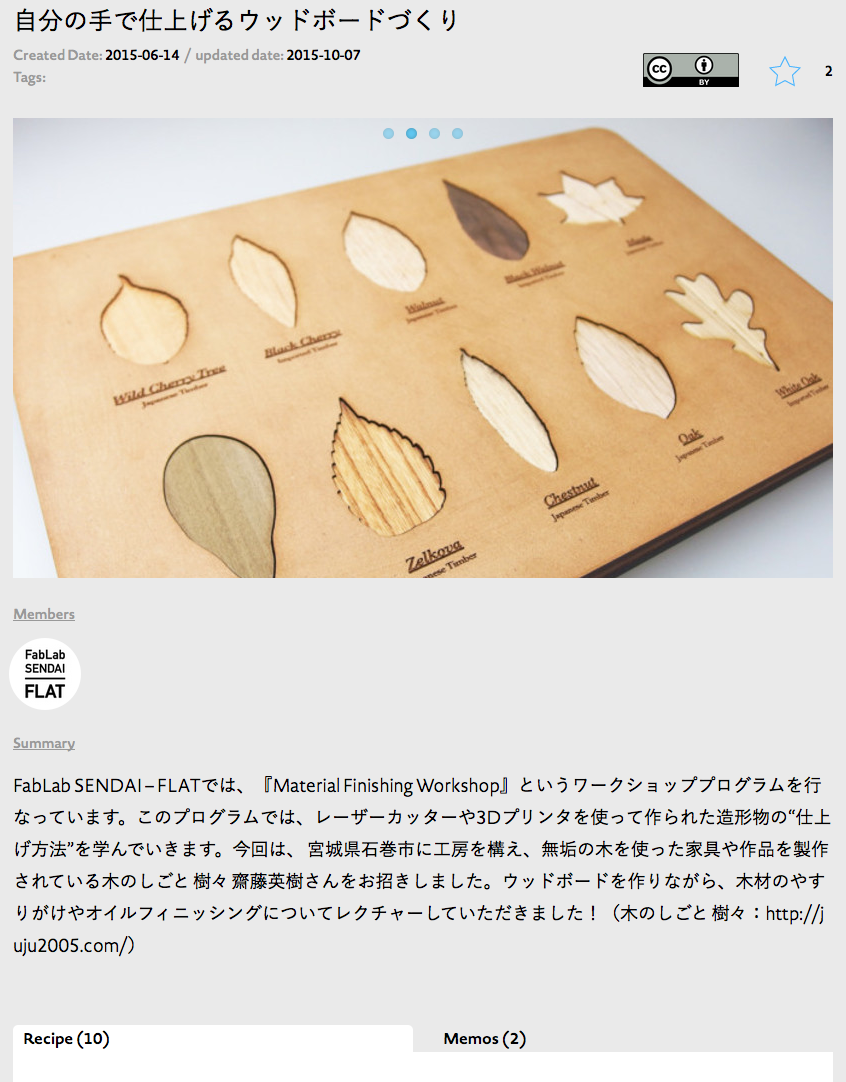 自分の手で仕上げるウッドボードづくり
Created Date: 2015-06-14 / updated date: 2015-10-07
Tags:
cc BY
2
Maple
Black Walnut
Imported Timber
Walnut
Japanese Timber
Black Cherry
Imported Timber
Wild Cherry Tree
Japanese Timber
White Oak
Imported Timber
Oak
Japanese Timber
Chestnut
Japanese Timber
Zelkova
Members
FabLab
SENDAI
FLAT
Summary
FabLab SENDAI – FLATでは、『Material Finishing Workshop』というワークショッププログラムを行
なっています。このプログラムでは、レーザーカッターや3Dプリンタを使って作られた造形物の“仕上
げ方法”を学んでいきます。今回は、 宮城県石巻市に工房を構え、無垢の木を使った家具や作品を製作
されている木のしごと 樹々 齋藤英樹さんをお招きしました。ウッドボードを作りながら、木材のやす
りがけやオイルフィニッシングについてレクチャーしていただきました！（木のしごと 樹々：http://j
uju2005.com/）
Recipe (10)
Memos (2)